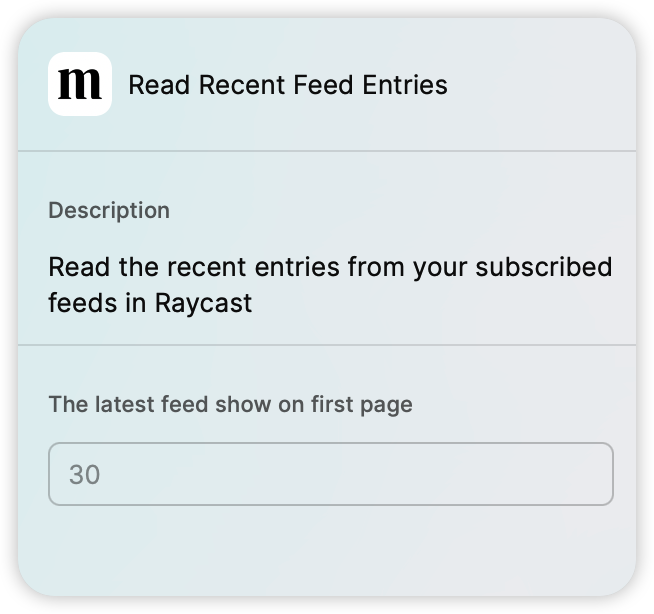 m Read Recent Feed Entries
Description
Read the recent entries from your subscribed
feeds in Raycast
The latest feed show on first page
30